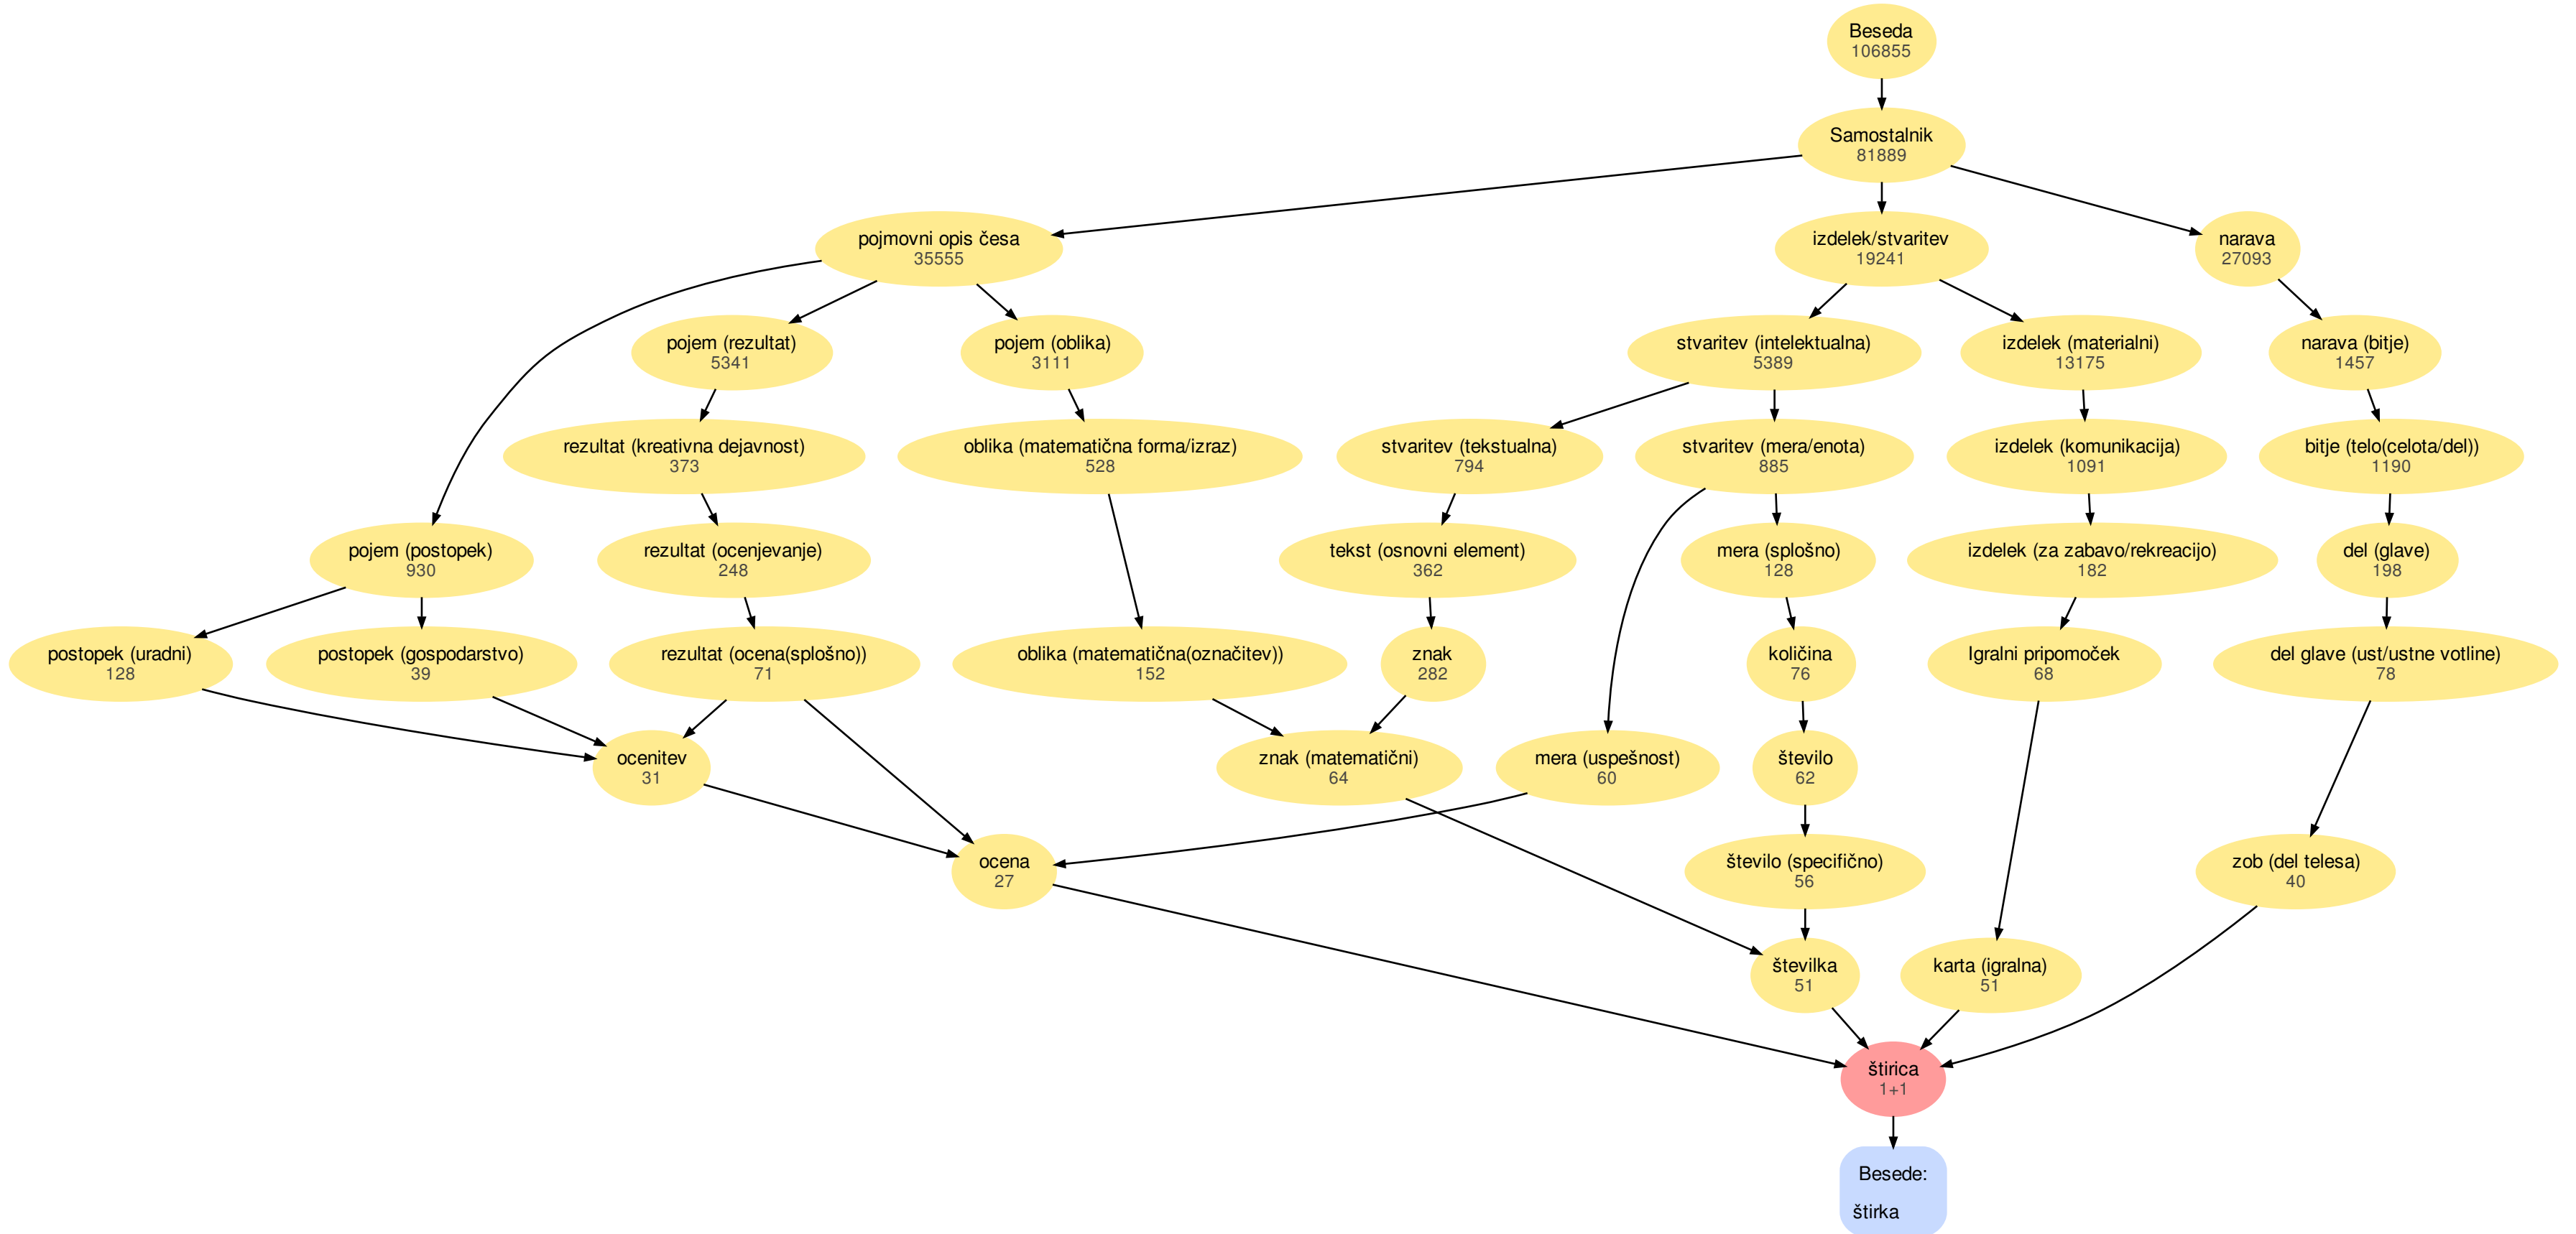 Beseda
106855
Samostalnik
81889
pojmovni opis česa
35555
izdelek/stvaritev
19241
narava
27093
pojem (rezultat)
5341
pojem (oblika)
3111
stvaritev (intelektualna)
5389
izdelek (materialni)
13175
narava (bitje)
1457
rezultat (kreativna dejavnost)
373
oblika (matematična forma/izraz)
528
stvaritev (tekstualna)
794
stvaritev (mera/enota)
885
izdelek (komunikacija)
1091
bitje (telo(celota/del))
1190
pojem (postopek)
930
rezultat (ocenjevanje)
248
tekst (osnovni element)
362
mera (splošno)
128
izdelek (za zabavo/rekreacijo)
182
del (glave)
198
postopek (uradni)
128
postopek (gospodarstvo)
39
rezultat (ocena(splošno))
71
oblika (matematična(označitev))
152
znak
282
količina
76
Igralni pripomoček
68
del glave (ust/ustne votline)
78
ocenitev
31
znak (matematični)
64
mera (uspešnost)
60
število
62
ocena
27
število (specifično)
56
zob (del telesa)
40
številka
51
karta (igralna)
51
štirica
1+1
Besede:
štirka